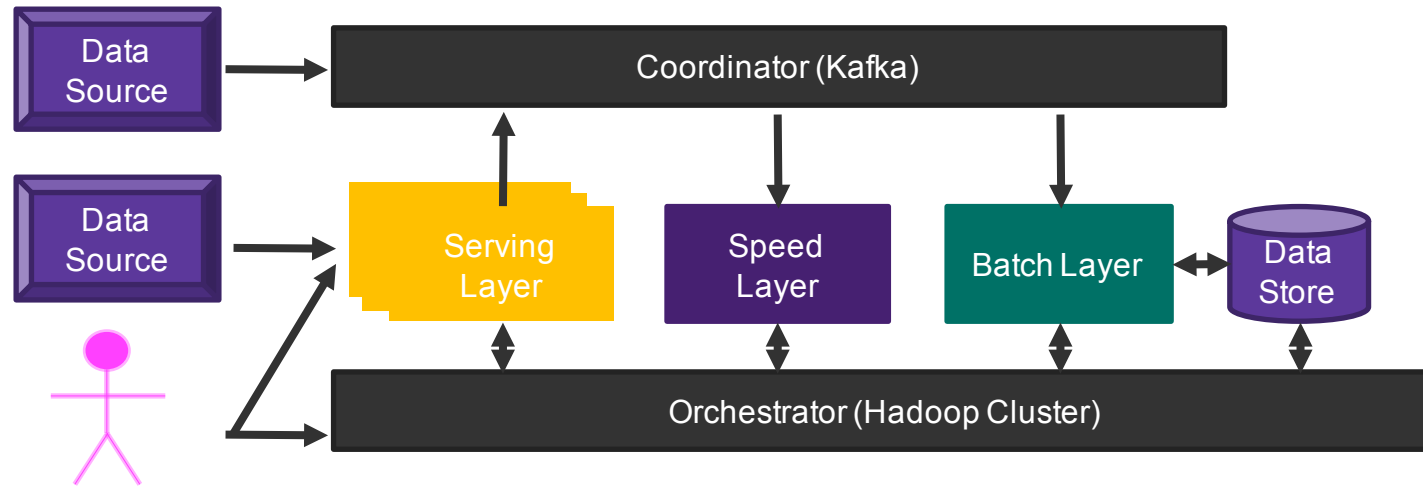 Data
Source
Coordinator (Kafka)
Data
Source
Serving
Layer
Speed
Layer
Batch Layer
Data
Store
Orchestrator (Hadoop Cluster)